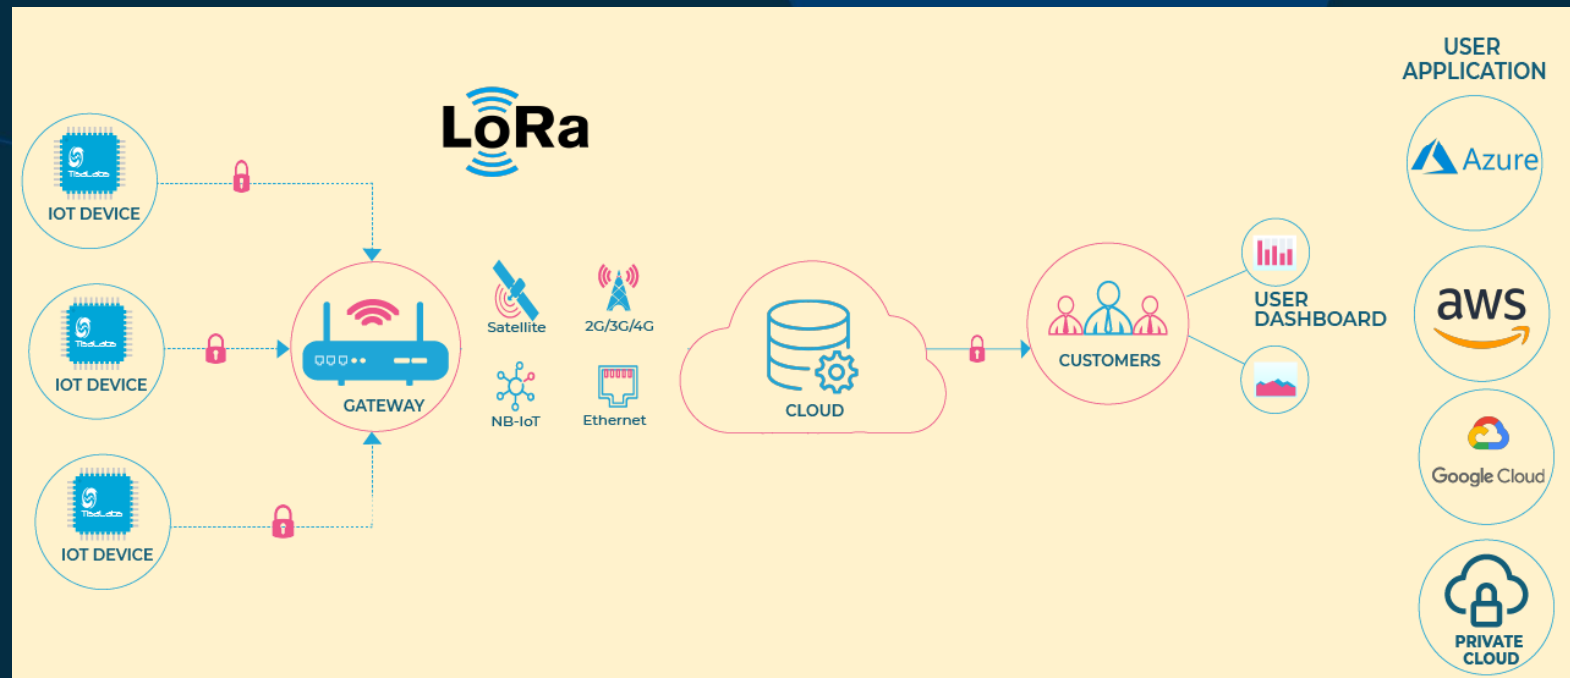 LoRa
IOT DEVICE
IOT DEVICE
IOT DEVICE
GATEWAY
Satellite
2G/3G/4G
NB-IoT
Ethernet
CLOUD
CUSTOMERS
USER
DASHBOARD
USER
APPLICATION
Azure
aws
Google Cloud
PRIVATE
CLOUD